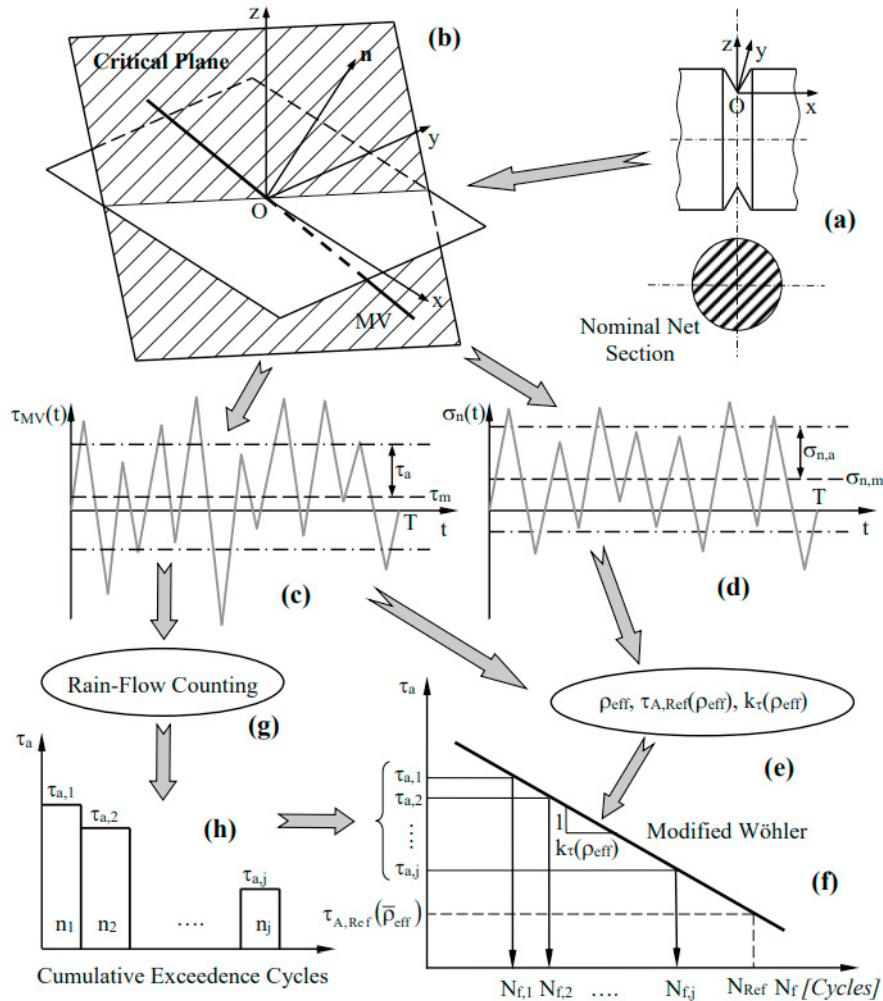 z
(b)
Critical Plane
n
y
O
x
MV
z
y
O
x
(a)
Nominal Net
Section
τMV(t)
τa
τm
T
t
(c)
σn(t)
σn,a
σn,m
T
t
(d)
Rain-Flow Counting
(g)
ρeff, τA,Ref(ρeff), kτ(ρeff)
(e)
τa
τa,1
τa,2
τa,j
(h)
n1
n2
....
nj
Cumulative Exceedence Cycles
τa
τa,1
τa,2
....
τa,j
τA,Ref(ρ̅eff)
1
kτ(ρeff)
Modified Wöhler
(f)
Nf,1
Nf,2
....
Nf,j
NRef
Nf [Cycles]